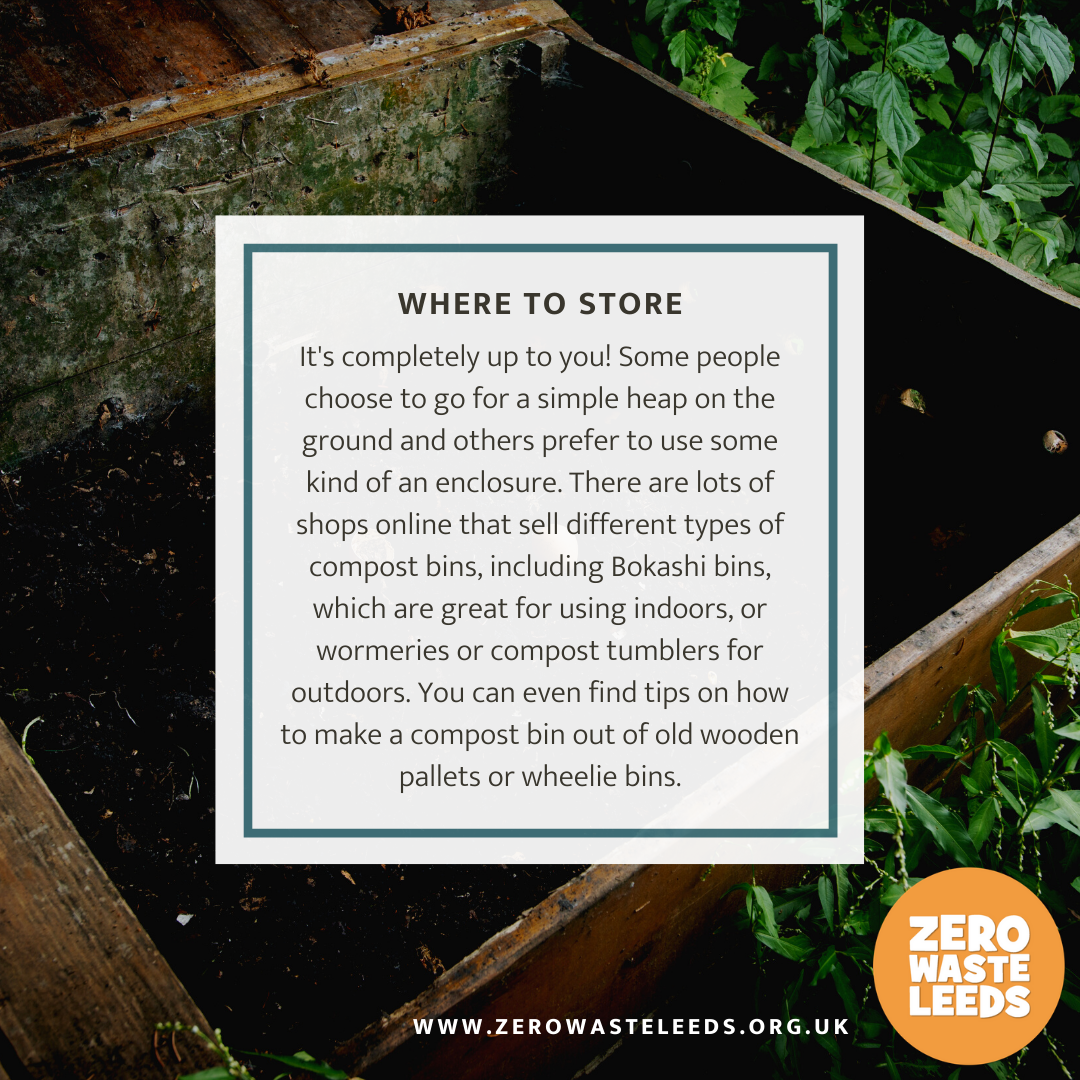 WHERE TO STORE
It's completely up to you! Some people
choose to go for a simple heap on the
ground and others prefer to use some
kind of an enclosure. There are lots of
shops online that sell different types of
compost bins, including Bokashi bins,
which are great for using indoors, or
wormeries or compost tumblers for
outdoors. You can even find tips on how
to make a compost bin out of old wooden
pallets or wheelie bins.
ZERO
WASTE
LEEDS
WWW.ZEROWASTELEEDS.ORG.UK